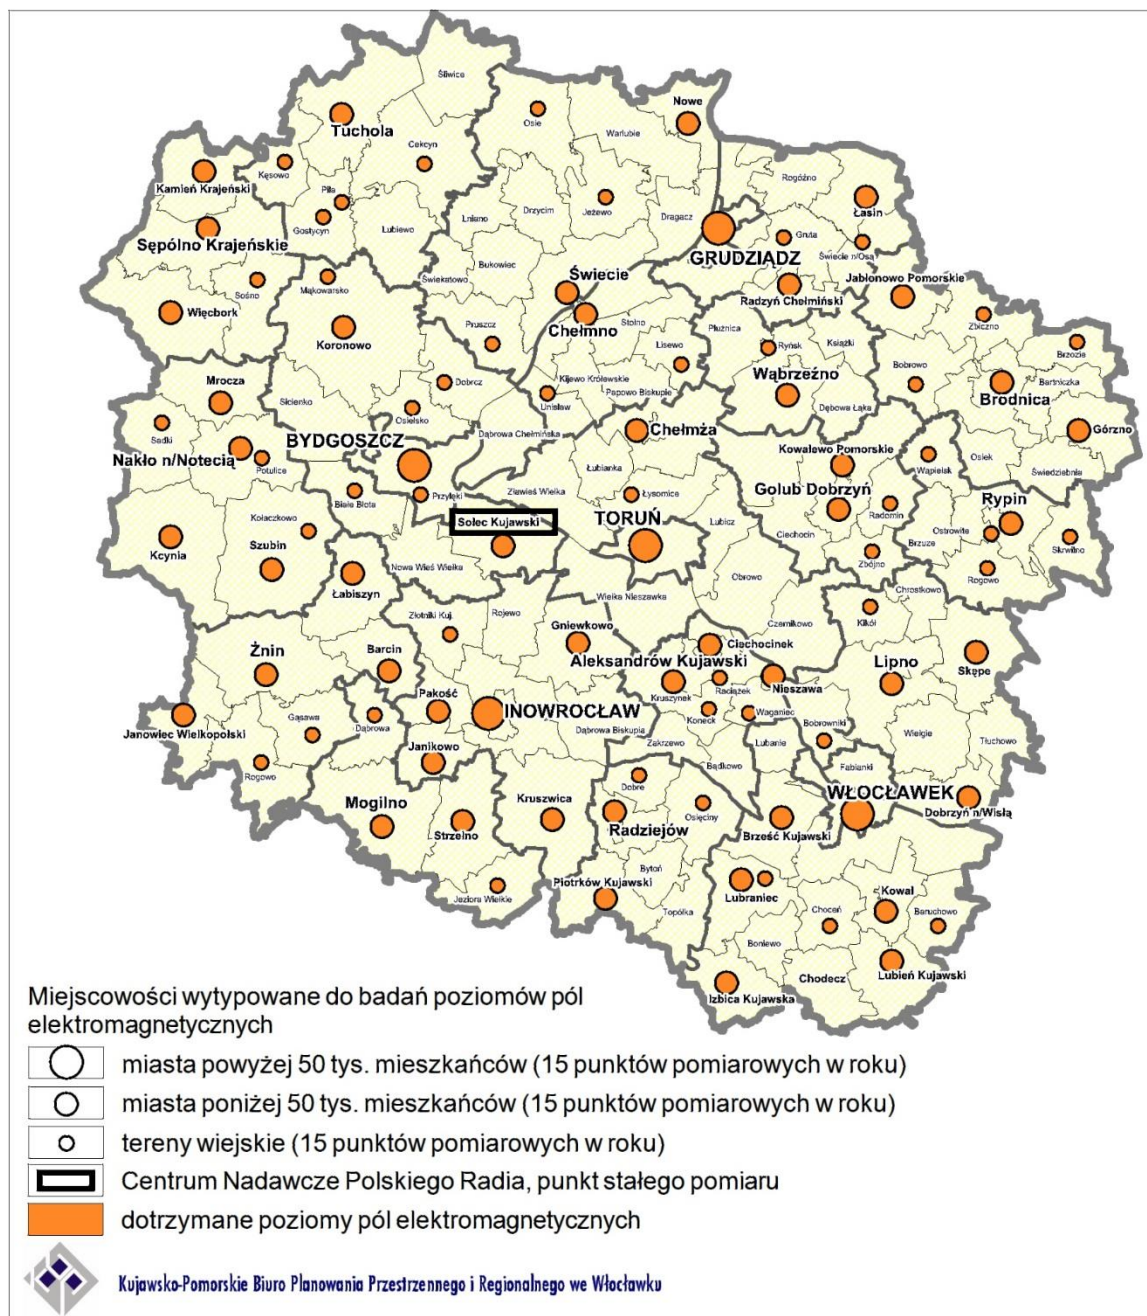 Śliwice
Nowe
Osie
Tuchola
Warlubie
Cekcyn
Kęsowo
Rogóźno
Kamień Krajeński
Piła
Drzycim
Jeżewo
Łasin
Gostycyn
Lniano
Dragacz
Lubiewo
Gruta
Sępólno Krajeńskie
Świecie n/Osą
GRUDZIĄDZ
Bukowiec
Świecie
Jabłonowo Pomorskie
Świekatowo
Sośno
Mąkowarsko
Radzyń Chełmiński
Więcbork
Zbiczno
Stolno
Płużnica
Pruszcz
Chełmno
Koronowo
Lisewo
Ryńsk
Książki
Brzozie
Bobrowo
Wąbrzeźno
Kijewo Królewskie
Bartniczka
Mrocza
Dobrcz
Papowo Biskupie
Brodnica
Sicienko
Unisław
Dębowa Łąka
Osielsko
Sadki
Chełmża
Górzno
Dąbrowa Chełmińska
BYDGOSZCZ
Kowalewo Pomorskie
Nakło n/Notecią
Osiek
Wąpielsk
Potulice
Łubianka
Świedziebnia
Golub Dobrzyń
Zławieś Wielka
Łysomice
Przyłęki
Rypin
Białe Błota
Radomin
Kołaczkowo
Solec Kujawski
TORUŃ
Lubicz
Ostrowite
Ciechocin
Brzuze
Szubin
Skrwilno
Kcynia
Zbójno
Nowa Wieś Wielka
Rogowo
Obrowo
Łabiszyn
Chrostkowo
Wielka Nieszawka
Złotniki Kuj.
Rojewo
Kikół
Czernikowo
Gniewkowo
Ciechocinek
Żnin
Barcin
Aleksandrów Kujawski
Lipno
Skępe
Raciążek
Kruszynek
Nieszawa
Pakość
INOWROCŁAW
Koneck
Waganiec
Gąsawa
Dąbrowa
Bobrowniki
Janowiec Wielkopolski
Dąbrowa Biskupia
Wielgie
Zakrzewo
Lubanie
Tłuchowo
Janikowo
Bądkowo
Fabianki
Rogowo
Dobre
WŁOCŁAWEK
Mogilno
Kruszwica
Osięciny
Dobrzyń n/Wisłą
Radziejów
Strzelno
Brześć Kujawski
Bytoń
Piotrków Kujawski
Lubraniec
Kowal
Jeziora Wielkie
Choceń
Baruchowo
Topólka
Boniewo
Lubień Kujawski
Chodecz
Izbica Kujawska
Miejscowości wytypowane do badań poziomów pól
elektromagnetycznych
miasta powyżej 50 tys. mieszkańców (15 punktów pomiarowych w roku)
miasta poniżej 50 tys. mieszkańców (15 punktów pomiarowych w roku)
tereny wiejskie (15 punktów pomiarowych w roku)
Centrum Nadawcze Polskiego Radia, punkt stałego pomiaru
dotrzymane poziomy pól elektromagnetycznych
Kujawsko-Pomorskie Biuro Planowania Przestrzennego i Regionalnego we Włocławku